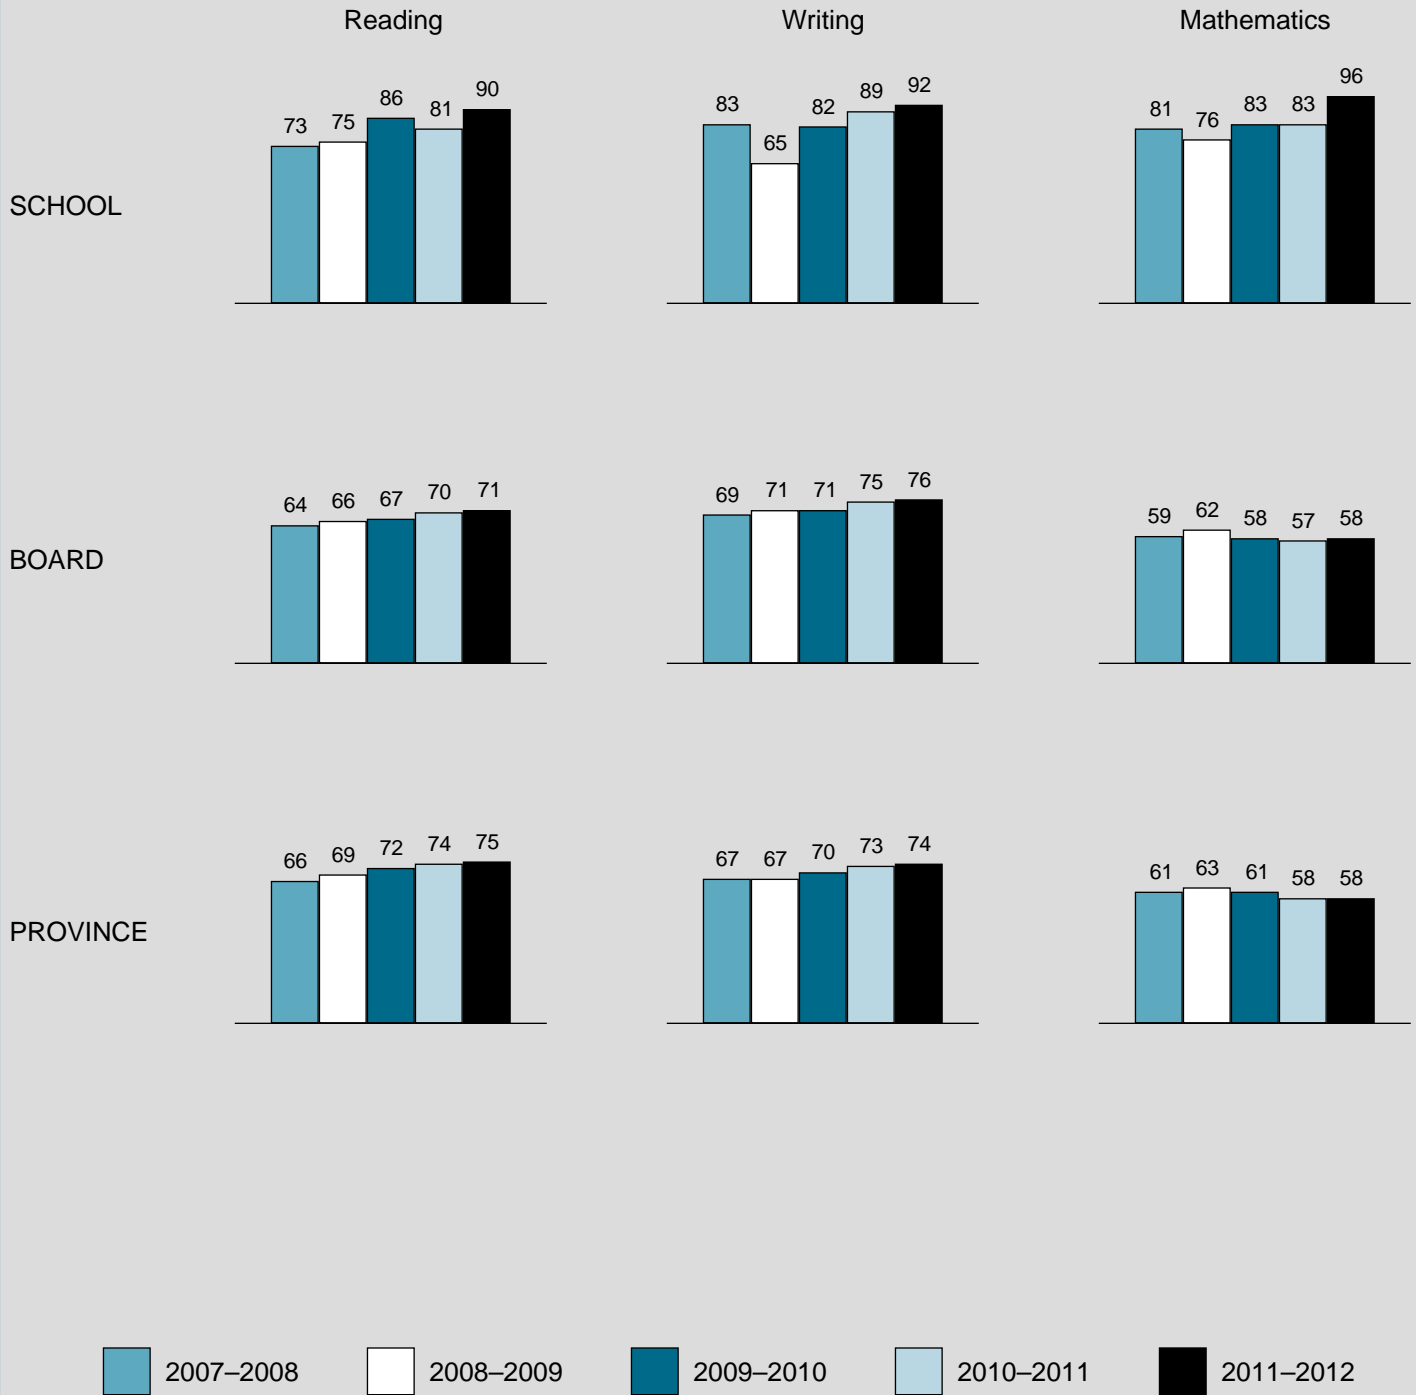 Reading Writing Mathematics
SCHOOL
73 75 86 81 90
83 65 82 89 92
81 76 83 83 96
BOARD
64 66 67 70 71
69 71 71 75 76
59 62 58 57 58
PROVINCE
66 69 72 74 75
67 67 70 73 74
61 63 61 58 58
2007–2008 2008–2009 2009–2010 2010–2011 2011–2012